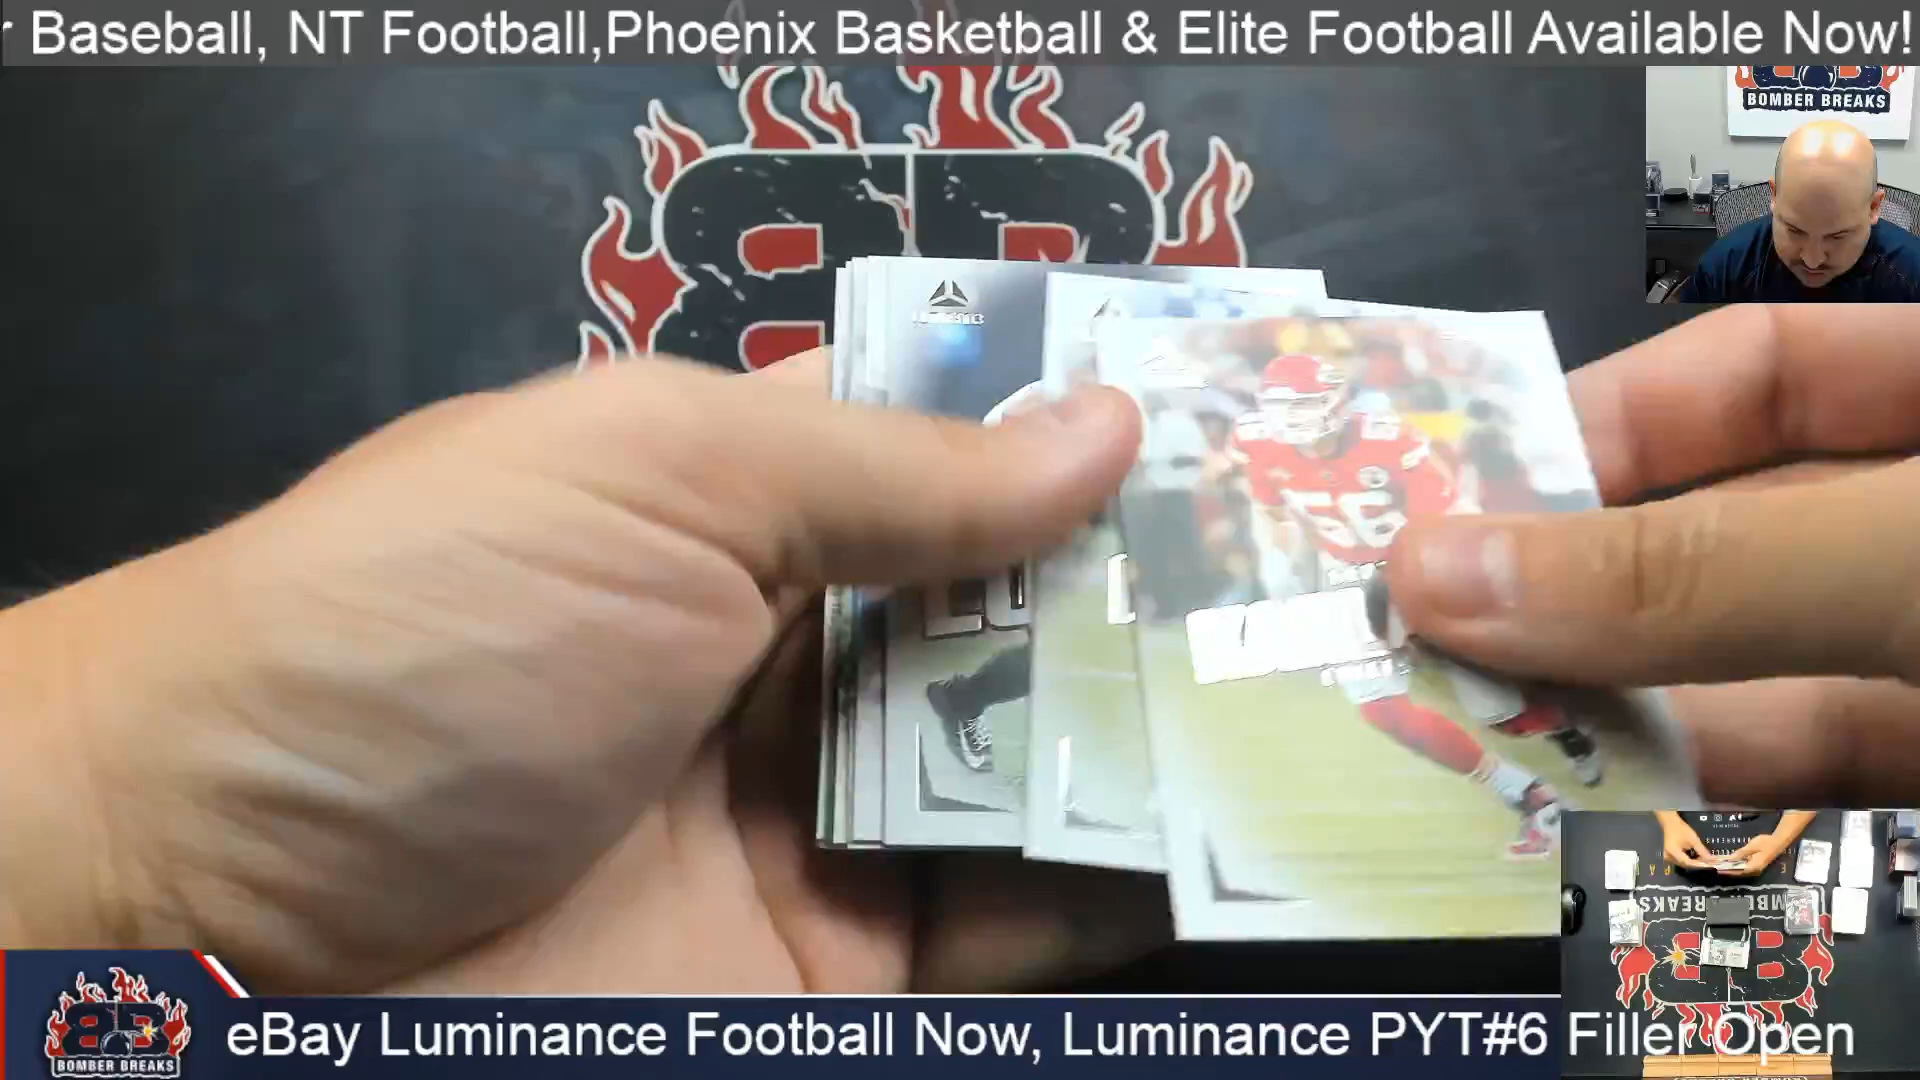 r Baseball, NT Football,Phoenix Basketball & Elite Football Available Now!
BOMBER BREAKS
56
BOMBER BREAKS
eBay Luminance Football Now, Luminance PYT#6 Filler Open